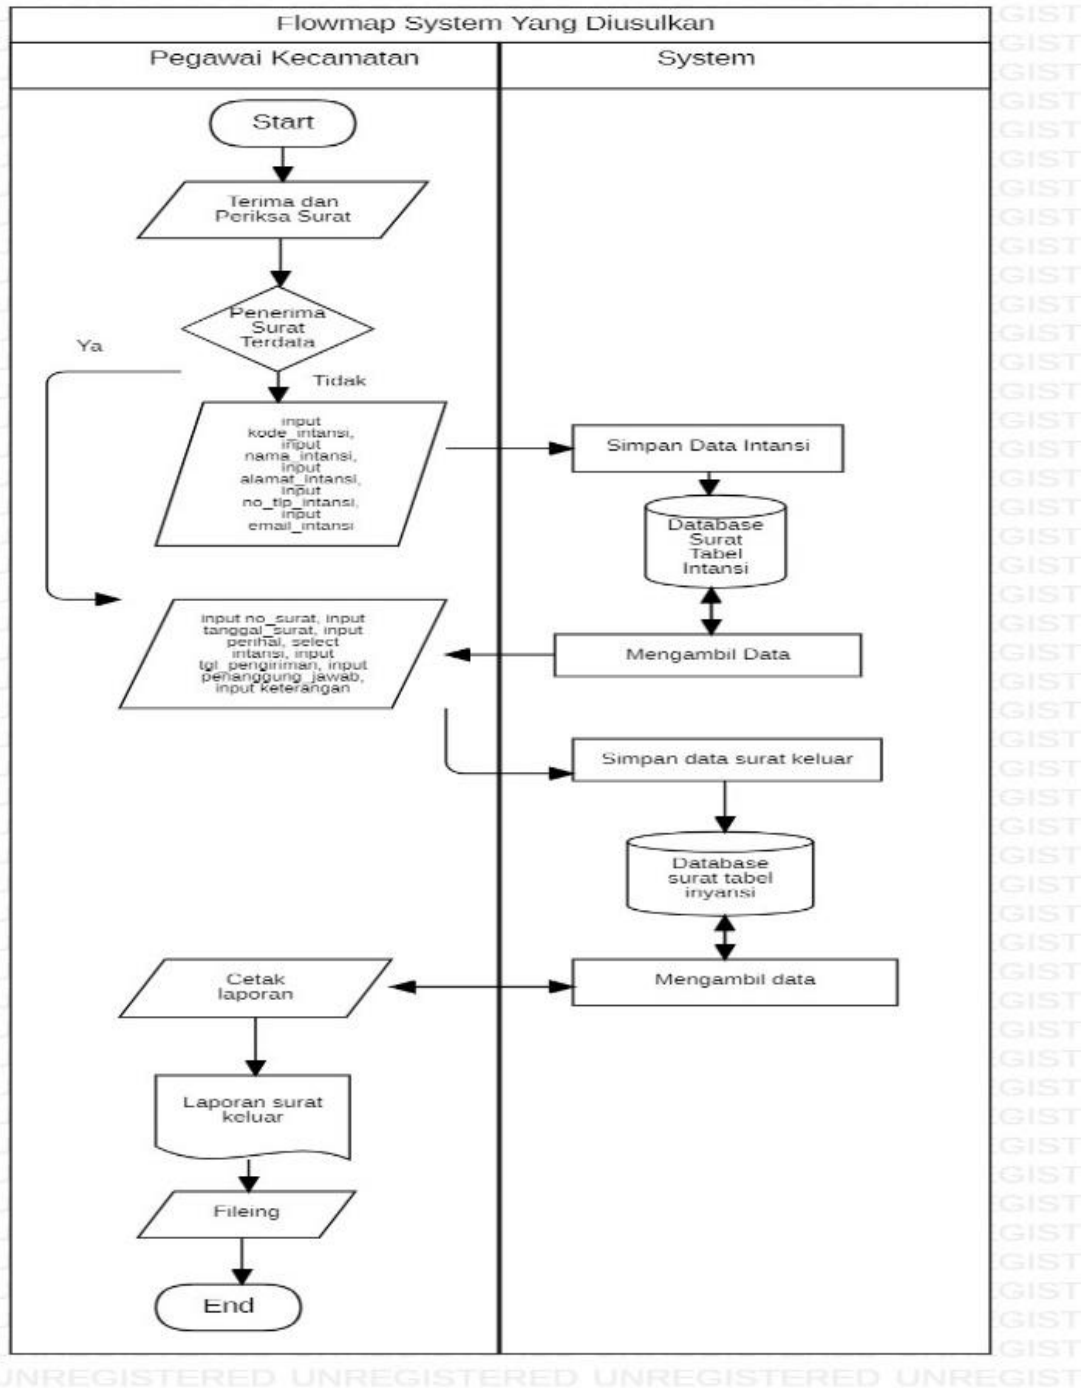 Flowmap System Yang Diusulkan
Pegawai Kecamatan
System
Start
Terima dan
Periksa Surat
Penerima
Surat
Terdata
Ya
Tidak
input
kode_intansi,
input
nama_intansi,
input
alamat_intansi,
input
no_tlp_intansi,
input
email_intansi
Simpan Data Intansi
Database
Surat
Tabel
Intansi
input no_surat, input
tanggal_surat, input
perihal, select
intansi, input
tgl_pengiriman, input
penanggung_jawab,
input keterangan
Mengambil Data
Simpan data surat keluar
Database
surat tabel
inyansi
Cetak
laporan
Mengambil data
Laporan surat
keluar
Fileing
End
UNREGISTERED UNREGISTERED UNREGISTERED UNREGIST